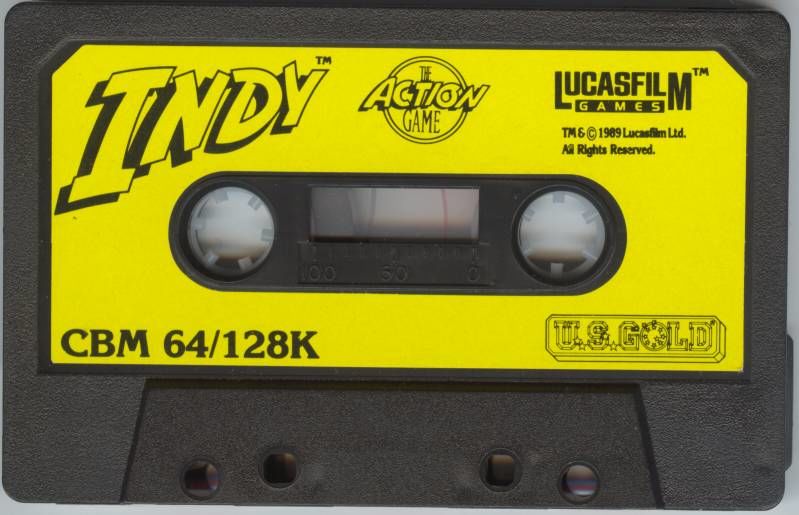 INDY™
THE
ACTION
GAME
LUCASFILM™
GAMES
TM & © 1989 Lucasfilm Ltd.
All Rights Reserved.
100 50 0
CBM 64/128K
U.S. GOLD